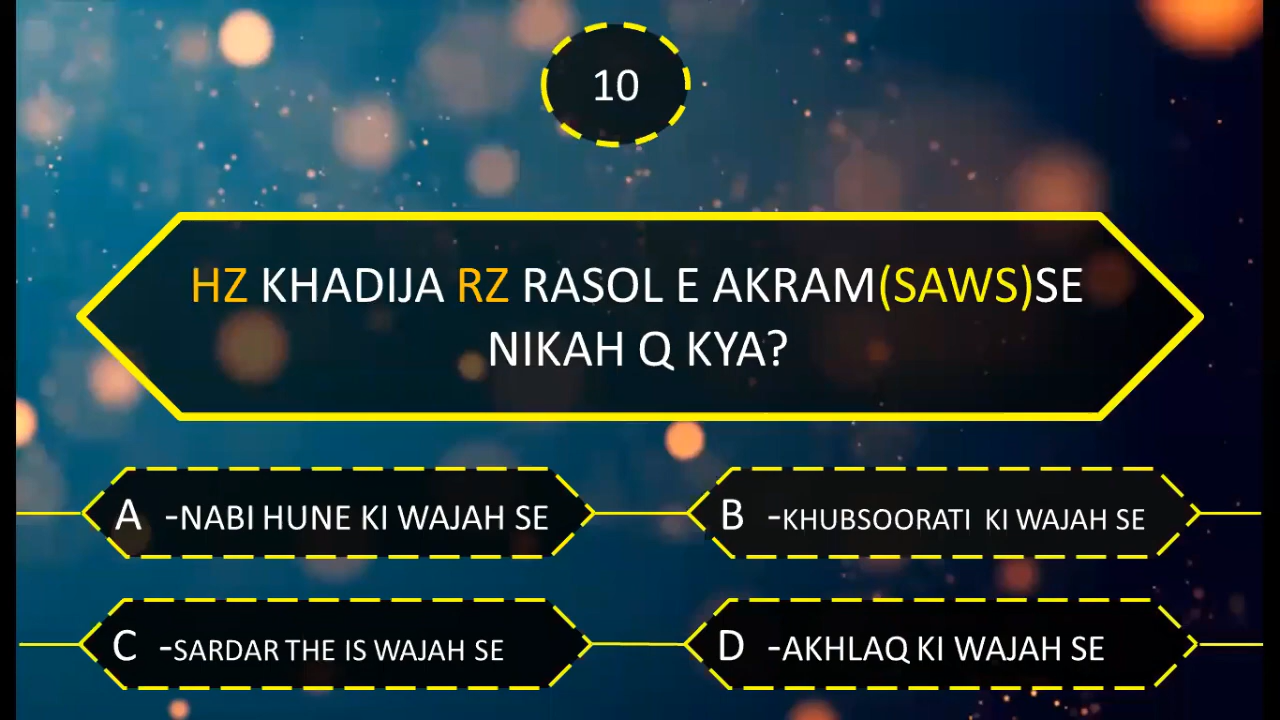 10
HZ KHADIJA RZ RASOL E AKRAM(SAWS)SE
NIKAH Q KYA?
A -NABI HUNE KI WAJAH SE
B -KHUBSOORATI KI WAJAH SE
C -SARDAR THE IS WAJAH SE
D -AKHLAQ KI WAJAH SE